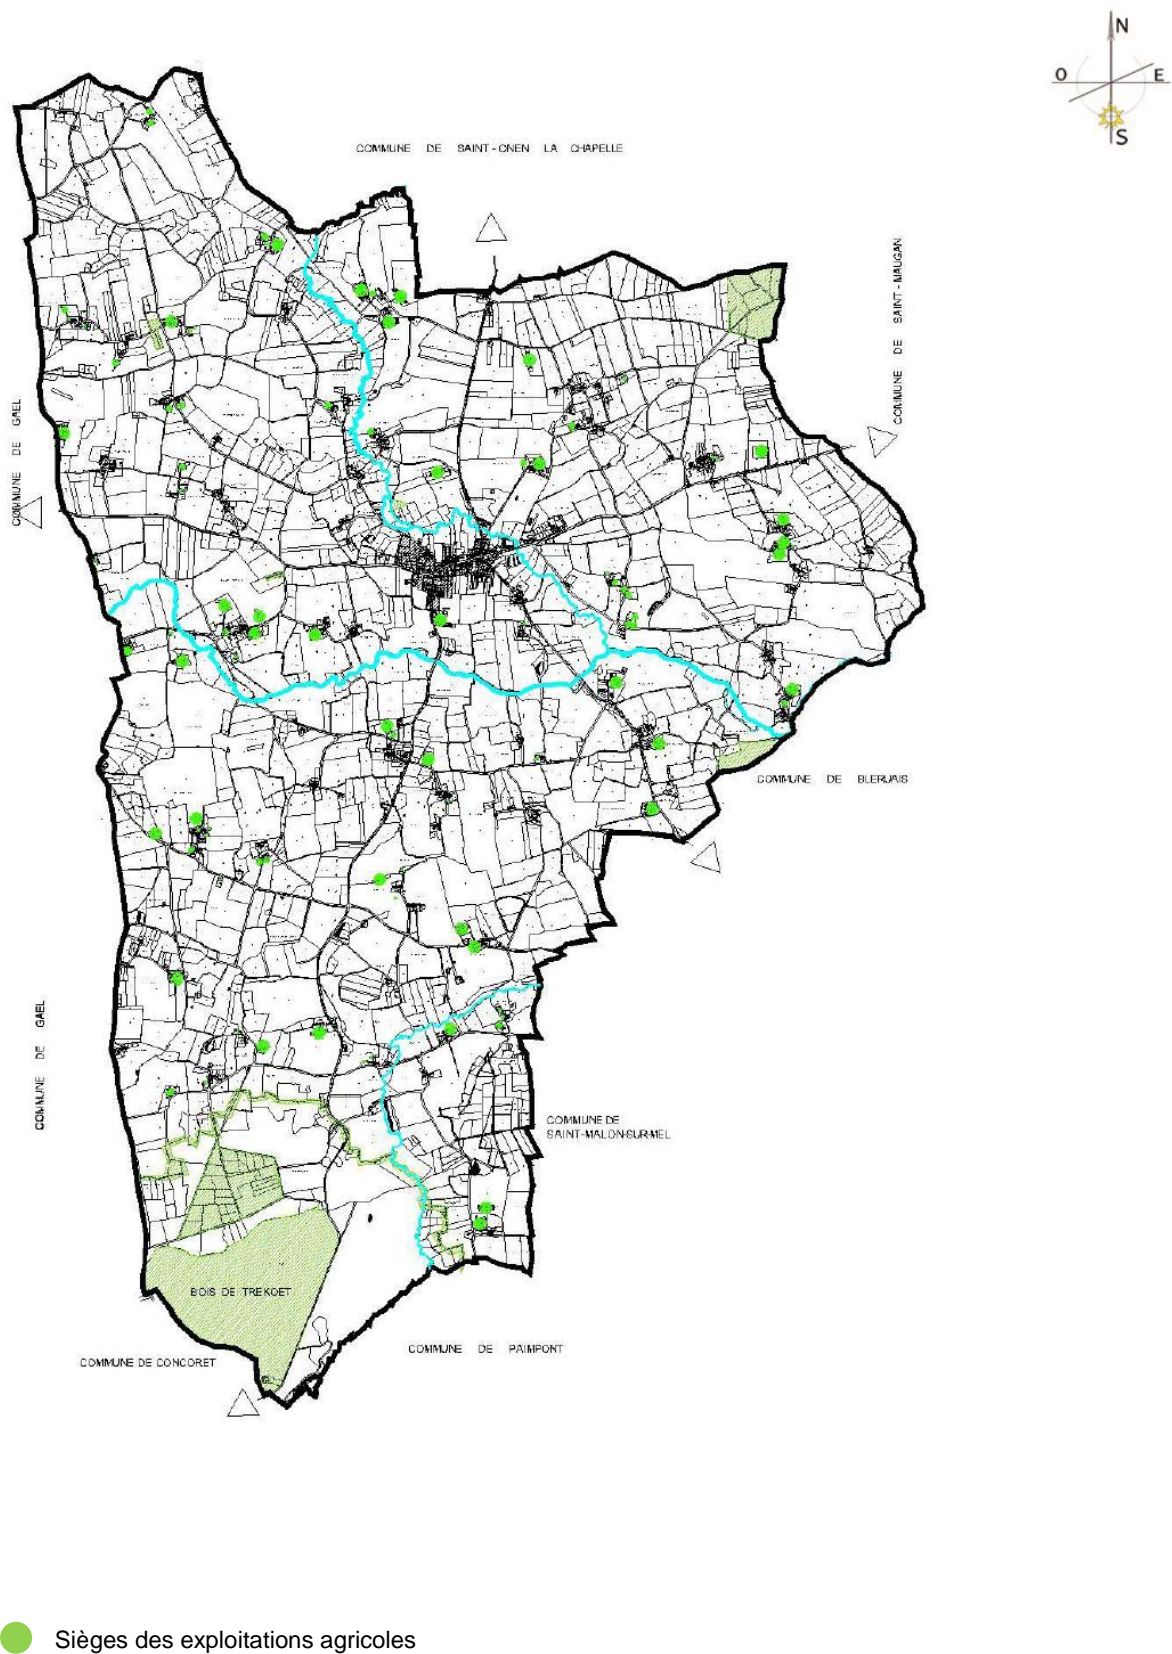 N
O
E
S
COMMUNE DE SAINT-ONEN LA CHAPELLE
COMMUNE DE SAINT-MAUGAN
COMMUNE DE GAEL
COMMUNE DE BLERUAIS
COMMUNE DE GAEL
COMMUNE DE
SAINT-MALON-SUR-MEL
BOIS DE TREKOET
COMMUNE DE PAIMPONT
COMMUNE DE CONCORET
Sièges des exploitations agricoles